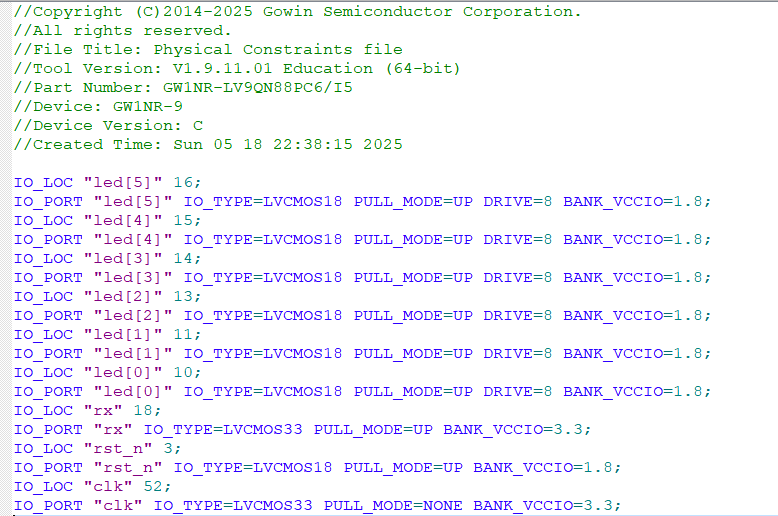 //Copyright (C)2014-2025 Gowin Semiconductor Corporation.
//All rights reserved.
//File Title: Physical Constraints file
//Tool Version: V1.9.11.01 Education (64-bit)
//Part Number: GW1NR-LV9QN88PC6/I5
//Device: GW1NR-9
//Device Version: C
//Created Time: Sun 05 18 22:38:15 2025

IO_LOC "led[5]" 16;
IO_PORT "led[5]" IO_TYPE=LVCMOS18 PULL_MODE=UP DRIVE=8 BANK_VCCIO=1.8;
IO_LOC "led[4]" 15;
IO_PORT "led[4]" IO_TYPE=LVCMOS18 PULL_MODE=UP DRIVE=8 BANK_VCCIO=1.8;
IO_LOC "led[3]" 14;
IO_PORT "led[3]" IO_TYPE=LVCMOS18 PULL_MODE=UP DRIVE=8 BANK_VCCIO=1.8;
IO_LOC "led[2]" 13;
IO_PORT "led[2]" IO_TYPE=LVCMOS18 PULL_MODE=UP DRIVE=8 BANK_VCCIO=1.8;
IO_LOC "led[1]" 11;
IO_PORT "led[1]" IO_TYPE=LVCMOS18 PULL_MODE=UP DRIVE=8 BANK_VCCIO=1.8;
IO_LOC "led[0]" 10;
IO_PORT "led[0]" IO_TYPE=LVCMOS18 PULL_MODE=UP DRIVE=8 BANK_VCCIO=1.8;
IO_LOC "rx" 18;
IO_PORT "rx" IO_TYPE=LVCMOS33 PULL_MODE=UP BANK_VCCIO=3.3;
IO_LOC "rst_n" 3;
IO_PORT "rst_n" IO_TYPE=LVCMOS18 PULL_MODE=UP BANK_VCCIO=1.8;
IO_LOC "clk" 52;
IO_PORT "clk" IO_TYPE=LVCMOS33 PULL_MODE=NONE BANK_VCCIO=3.3;